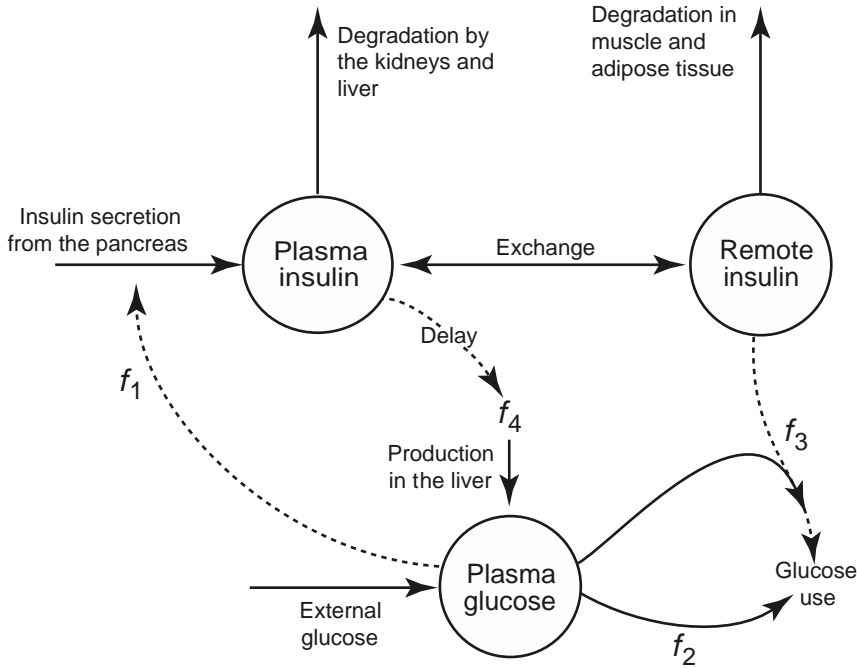 Degradation by
the kidneys and
liver
Degradation in
muscle and
adipose tissue
Insulin secretion
from the pancreas
Plasma
insulin
Exchange
Remote
insulin
Delay
f1
f4
f3
Production
in the liver
Plasma
glucose
External
glucose
Glucose
use
f2